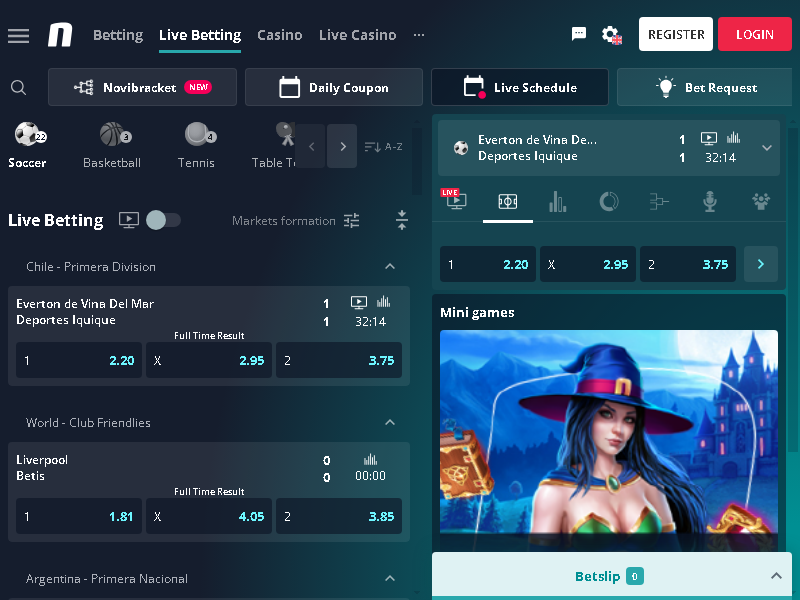 Betting Live Betting Casino Live Casino ...
REGISTER LOGIN
Novibracket NEW Daily Coupon Live Schedule Bet Request
22 3 4
Soccer Basketball Tennis A-Z
Live Betting Markets formation
Chile - Primera Division
Everton de Vina Del Mar 1
Deportes Iquique 1 32:14
Full Time Result
1 2.20 X 2.95 2 3.75
World - Club Friendlies
Liverpool 0
Betis 0 00:00
Full Time Result
1 1.81 X 4.05 2 3.85
Argentina - Primera Nacional
Everton de Vina De... 1
Deportes Iquique 1 32:14
LIVE
1 2.20 X 2.95 2 3.75
Mini games
Betslip 0